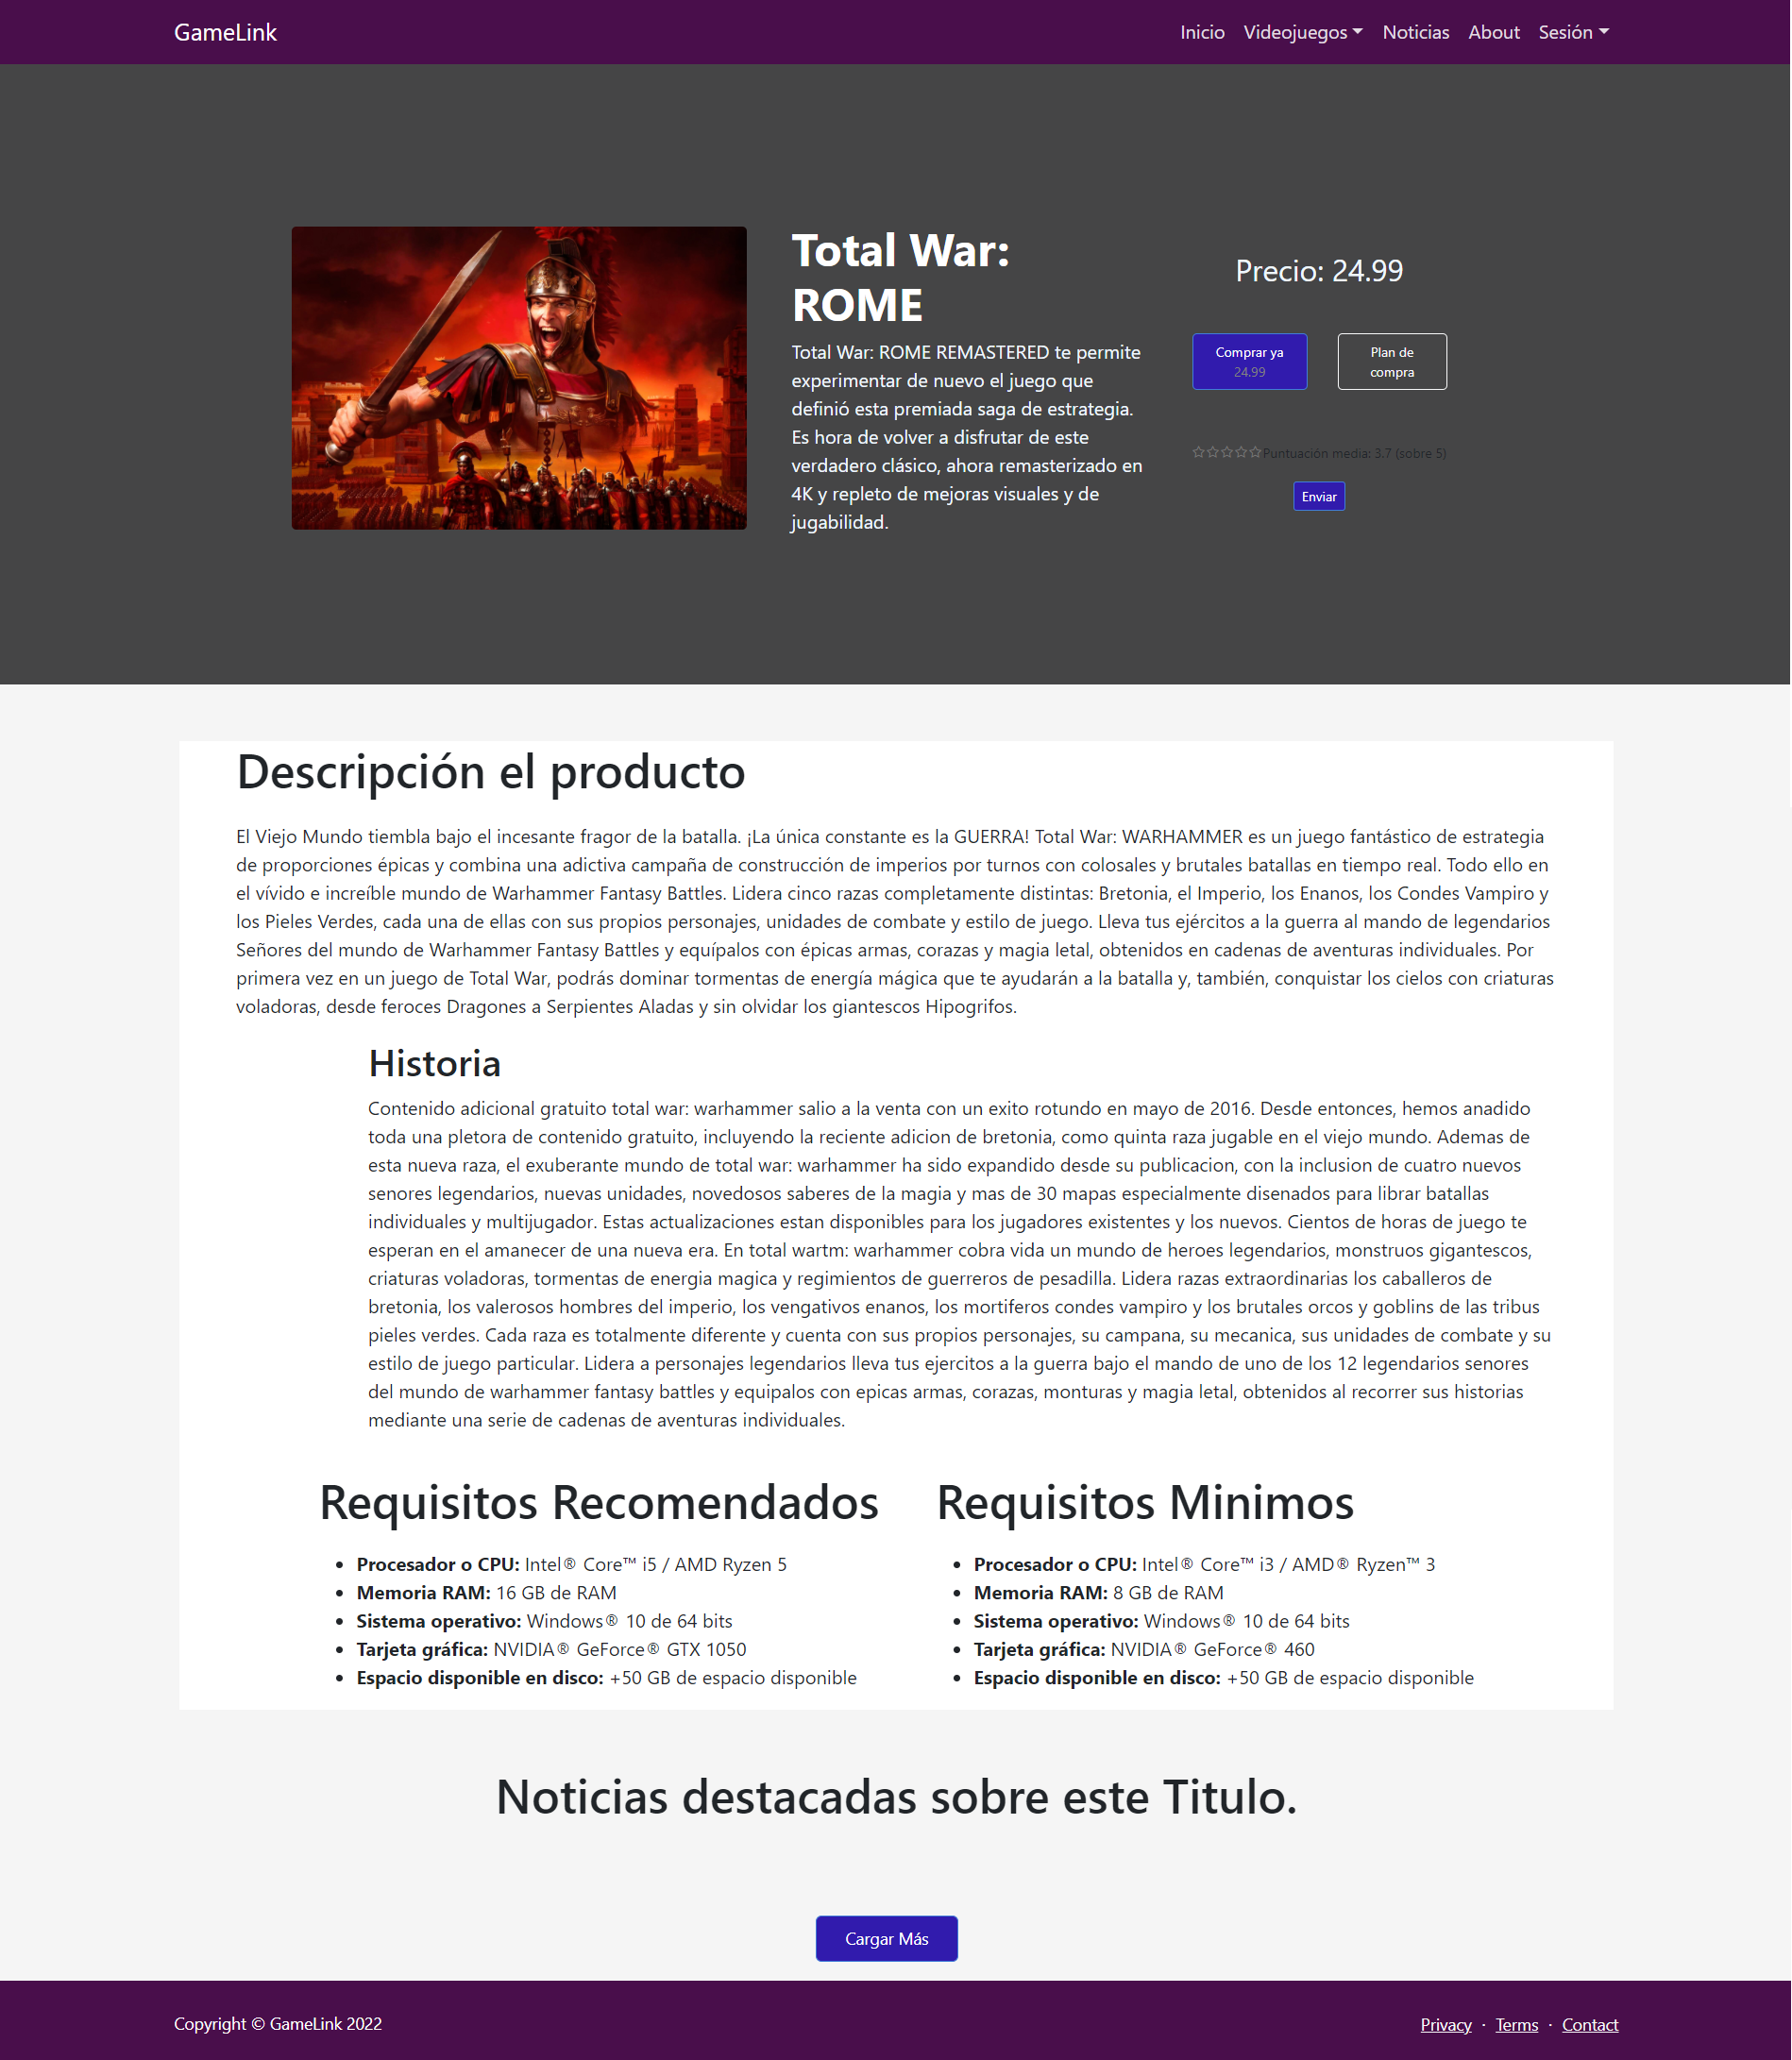 GameLink
Inicio
Videojuegos
Noticias
About
Sesión
Total War:
ROME
Total War: ROME REMASTERED te permite
experimentar de nuevo el juego que
definió esta premiada saga de estrategia.
Es hora de volver a disfrutar de este
verdadero clásico, ahora remasterizado en
4K y repleto de mejoras visuales y de
jugabilidad.
Precio: 24.99
Comprar ya
24.99
Plan de
compra
Puntuación media: 3.7 (sobre 5)
Enviar
Descripción el producto
El Viejo Mundo tiembla bajo el incesante fragor de la batalla. ¡La única constante es la GUERRA! Total War: WARHAMMER es un juego fantástico de estrategia
de proporciones épicas y combina una adictiva campaña de construcción de imperios por turnos con colosales y brutales batallas en tiempo real. Todo ello en
el vívido e increíble mundo de Warhammer Fantasy Battles. Lidera cinco razas completamente distintas: Bretonia, el Imperio, los Enanos, los Condes Vampiro y
los Pieles Verdes, cada una de ellas con sus propios personajes, unidades de combate y estilo de juego. Lleva tus ejércitos a la guerra al mando de legendarios
Señores del mundo de Warhammer Fantasy Battles y equípalos con épicas armas, corazas y magia letal, obtenidos en cadenas de aventuras individuales. Por
primera vez en un juego de Total War, podrás dominar tormentas de energía mágica que te ayudarán a la batalla y, también, conquistar los cielos con criaturas
voladoras, desde feroces Dragones a Serpientes Aladas y sin olvidar los giantescos Hipogrifos.
Historia
Contenido adicional gratuito total war: warhammer salio a la venta con un exito rotundo en mayo de 2016. Desde entonces, hemos anadido
toda una pletora de contenido gratuito, incluyendo la reciente adicion de bretonia, como quinta raza jugable en el viejo mundo. Ademas de
esta nueva raza, el exuberante mundo de total war: warhammer ha sido expandido desde su publicacion, con la inclusion de cuatro nuevos
senores legendarios, nuevas unidades, novedosos saberes de la magia y mas de 30 mapas especialmente disenados para librar batallas
individuales y multijugador. Estas actualizaciones estan disponibles para los jugadores existentes y los nuevos. Cientos de horas de juego te
esperan en el amanecer de una nueva era. En total wartm: warhammer cobra vida un mundo de heroes legendarios, monstruos gigantescos,
criaturas voladoras, tormentas de energia magica y regimientos de guerreros de pesadilla. Lidera razas extraordinarias los caballeros de
bretonia, los valerosos hombres del imperio, los vengativos enanos, los mortiferos condes vampiro y los brutales orcos y goblins de las tribus
pieles verdes. Cada raza es totalmente diferente y cuenta con sus propios personajes, su campana, su mecanica, sus unidades de combate y su
estilo de juego particular. Lidera a personajes legendarios lleva tus ejercitos a la guerra bajo el mando de uno de los 12 legendarios senores
del mundo de warhammer fantasy battles y equipalos con epicas armas, corazas, monturas y magia letal, obtenidos al recorrer sus historias
mediante una serie de cadenas de aventuras individuales.
Requisitos Recomendados
Procesador o CPU: Intel® Core™ i5 / AMD Ryzen 5
Memoria RAM: 16 GB de RAM
Sistema operativo: Windows® 10 de 64 bits
Tarjeta gráfica: NVIDIA® GeForce® GTX 1050
Espacio disponible en disco: +50 GB de espacio disponible
Requisitos Minimos
Procesador o CPU: Intel® Core™ i3 / AMD® Ryzen™ 3
Memoria RAM: 8 GB de RAM
Sistema operativo: Windows® 10 de 64 bits
Tarjeta gráfica: NVIDIA® GeForce® 460
Espacio disponible en disco: +50 GB de espacio disponible
Noticias destacadas sobre este Titulo.
Cargar Más
Copyright © GameLink 2022
Privacy · Terms · Contact